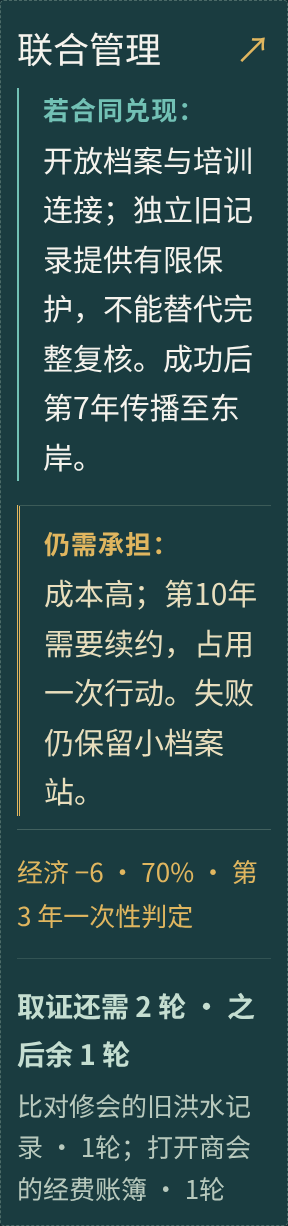 联合管理 ↗
若合同兑现：
开放档案与培训
连接；独立旧记
录提供有限保
护，不能替代完
整复核。成功后
第7年传播至东
岸。
仍需承担：
成本高；第10年
需要续约，占用
一次行动。失败
仍保留小档案
站。
经济 −6 · 70% · 第
3 年一次性判定
取证还需 2 轮 · 之
后余 1 轮
比对修会的旧洪水记
录 · 1轮；打开商会
的经费账簿 · 1轮